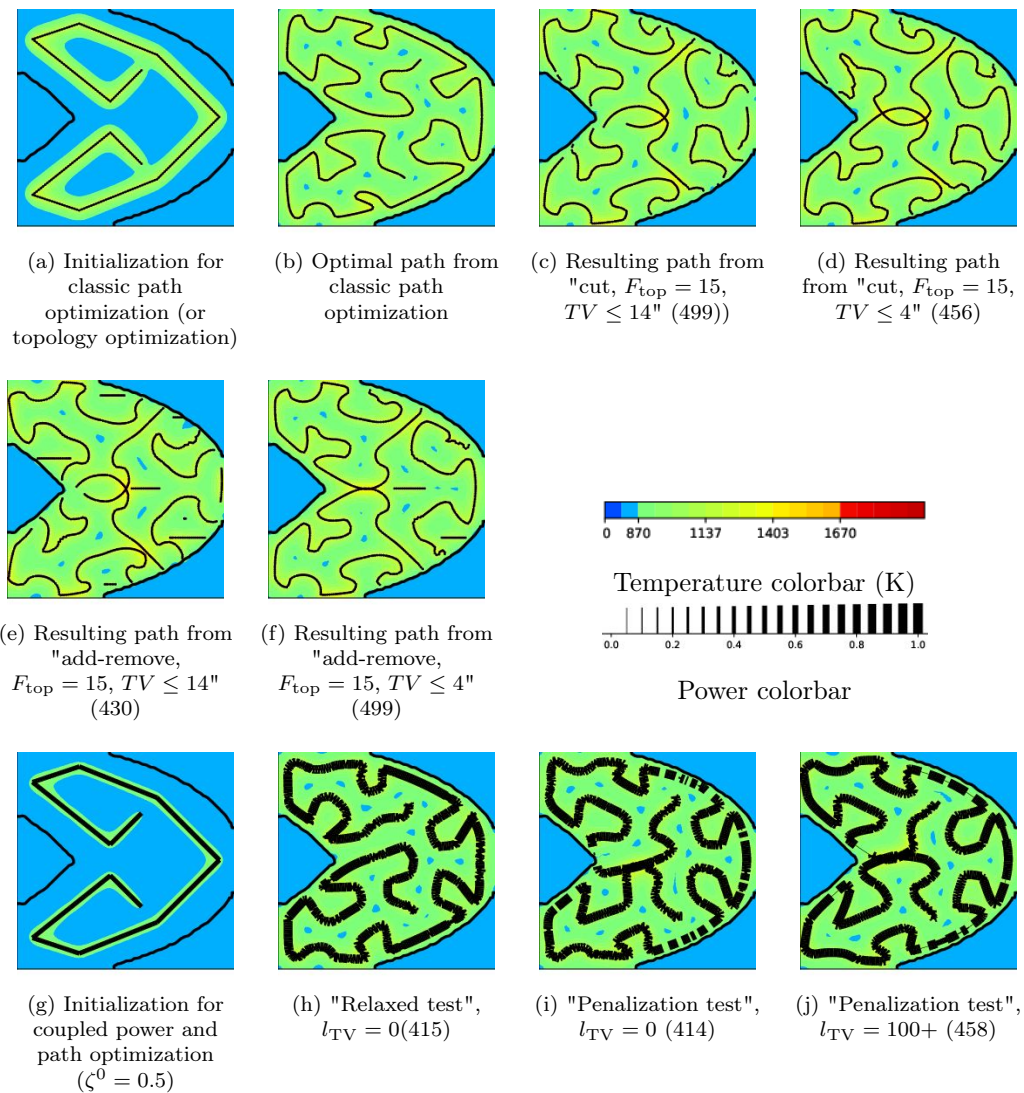 (a) Initialization for
classic path
optimization (or
topology optimization)
(b) Optimal path from
classic path
optimization
(c) Resulting path from
"cut, F_top = 15,
TV ≤ 14" (499))
(d) Resulting path
from "cut, F_top = 15,
TV ≤ 4" (456)
(e) Resulting path from
"add-remove,
F_top = 15, TV ≤ 14"
(430)
(f) Resulting path from
"add-remove,
F_top = 15, TV ≤ 4"
(499)
0 870 1137 1403 1670
Temperature colorbar (K)
0.0 0.2 0.4 0.6 0.8 1.0
Power colorbar
(g) Initialization for
coupled power and
path optimization
(ζ⁰ = 0.5)
(h) "Relaxed test",
l_TV = 0(415)
(i) "Penalization test",
l_TV = 0 (414)
(j) "Penalization test",
l_TV = 100+ (458)